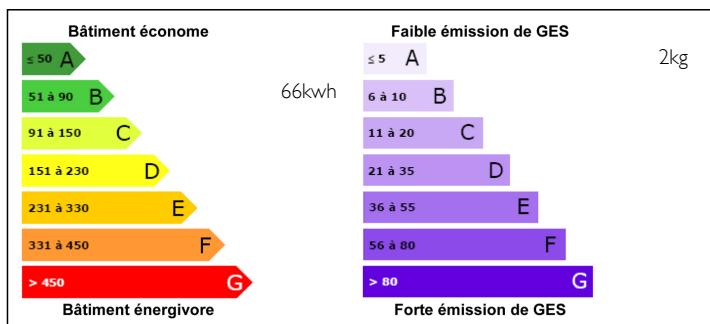 Bâtiment économe
≤ 50 A
51 à 90 B
66kwh
91 à 150 C
151 à 230 D
231 à 330 E
331 à 450 F
> 450 G
Bâtiment énergivore
Faible émission de GES
≤ 5 A
2kg
6 à 10 B
11 à 20 C
21 à 35 D
36 à 55 E
56 à 80 F
> 80 G
Forte émission de GES